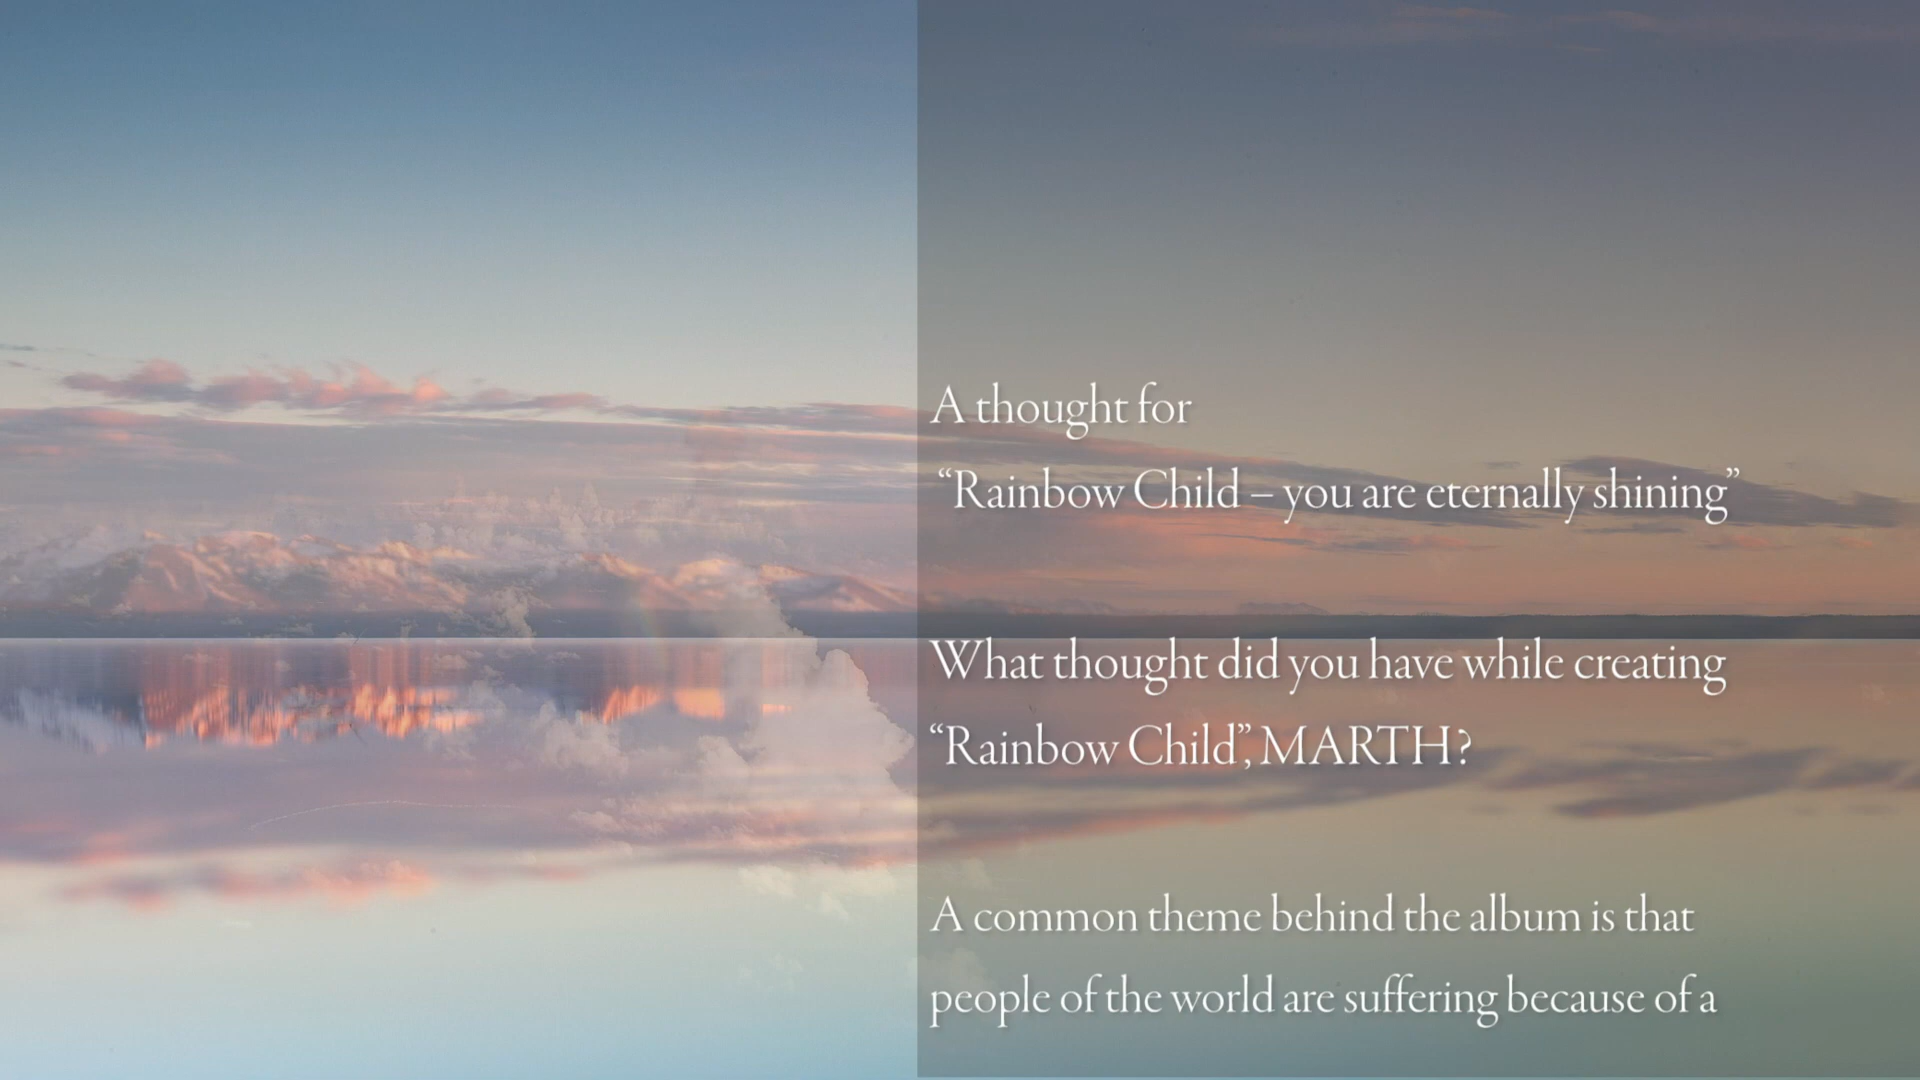 A thought for
“Rainbow Child – you are eternally shining”
What thought did you have while creating
“Rainbow Child”, MARTH?
A common theme behind the album is that
people of the world are suffering because of a